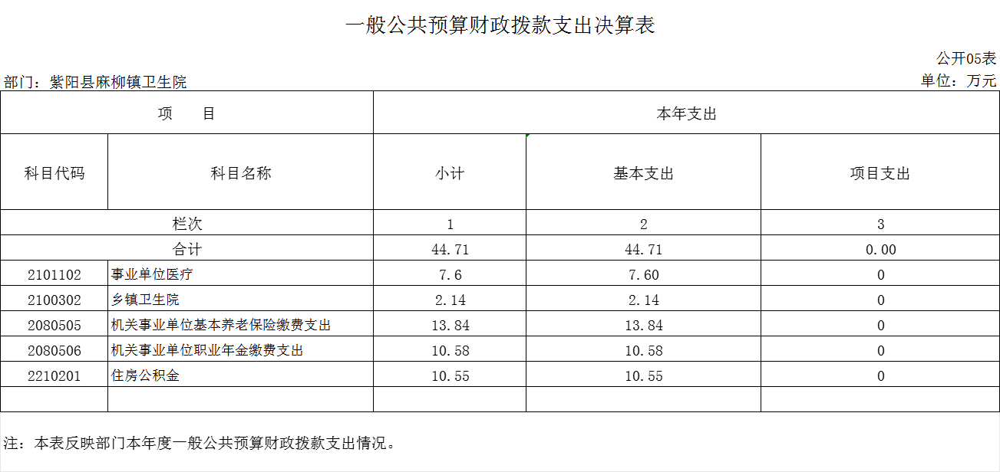 一般公共预算财政拨款支出决算表
公开05表
部门：紫阳县麻柳镇卫生院 单位：万元
项 目 本年支出
科目代码 科目名称 小计 基本支出 项目支出
栏次 1 2 3
合计 44.71 44.71 0.00
2101102 事业单位医疗 7.6 7.60 0
2100302 乡镇卫生院 2.14 2.14 0
2080505 机关事业单位基本养老保险缴费支出 13.84 13.84 0
2080506 机关事业单位职业年金缴费支出 10.58 10.58 0
2210201 住房公积金 10.55 10.55 0
注：本表反映部门本年度一般公共预算财政拨款支出情况。